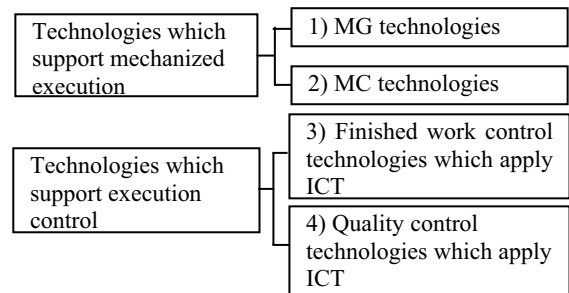 Technologies which
support mechanized
execution
1) MG technologies
2) MC technologies
Technologies which
support execution
control
3) Finished work control
technologies which apply
ICT
4) Quality control
technologies which apply
ICT